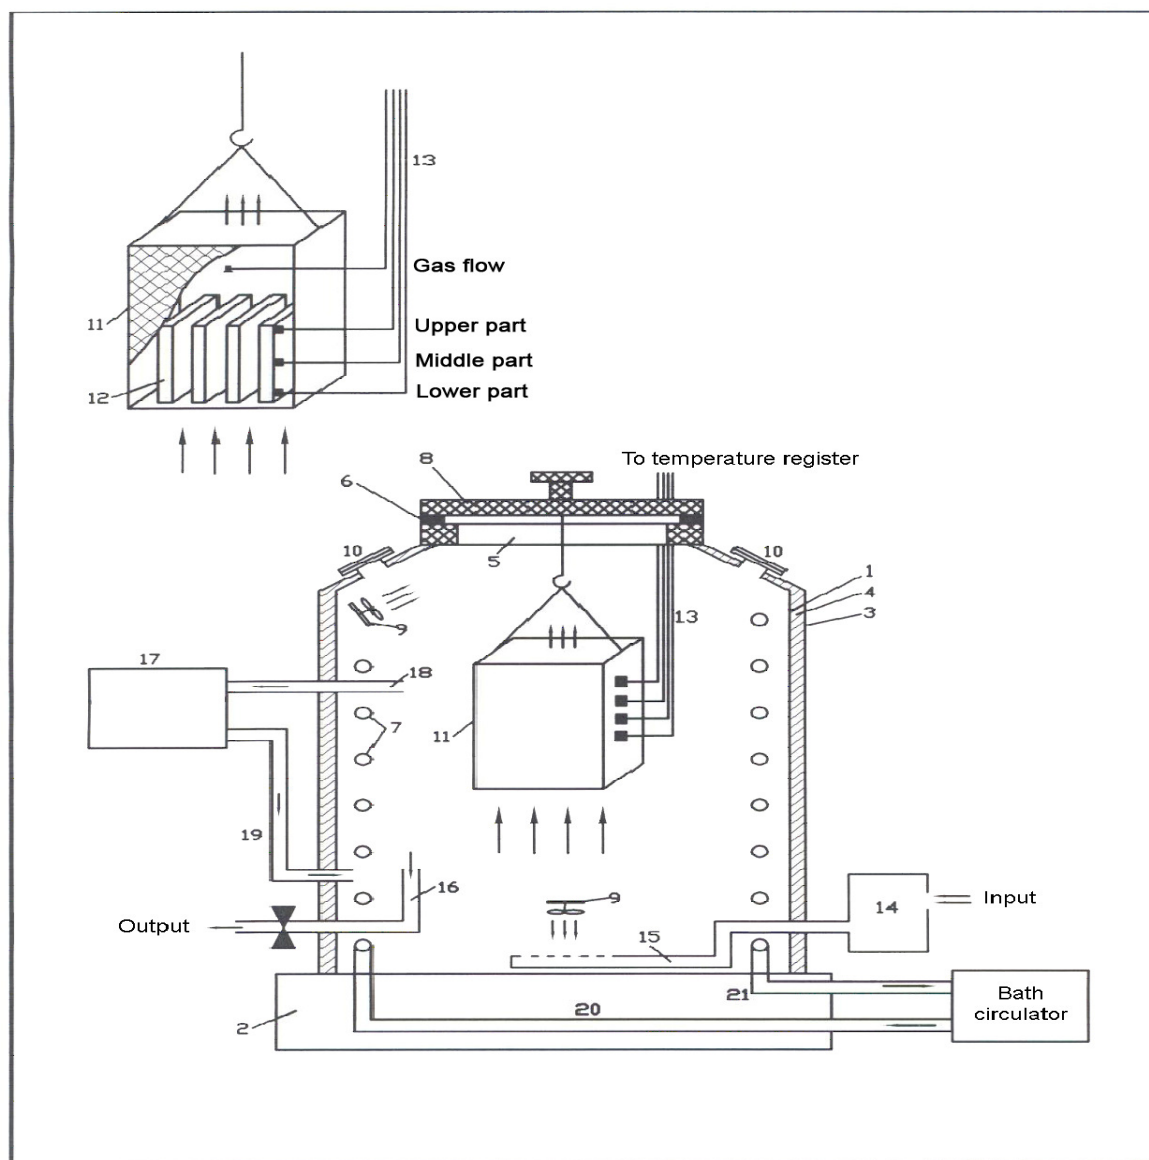 13
Gas flow
11
Upper part
Middle part
12
Lower part
To temperature register
8
6
10
5
10
1
4
3
9
13
17
18
7
11
19
16
9
14
Input
Output
15
21
20
2
Bath
circulator